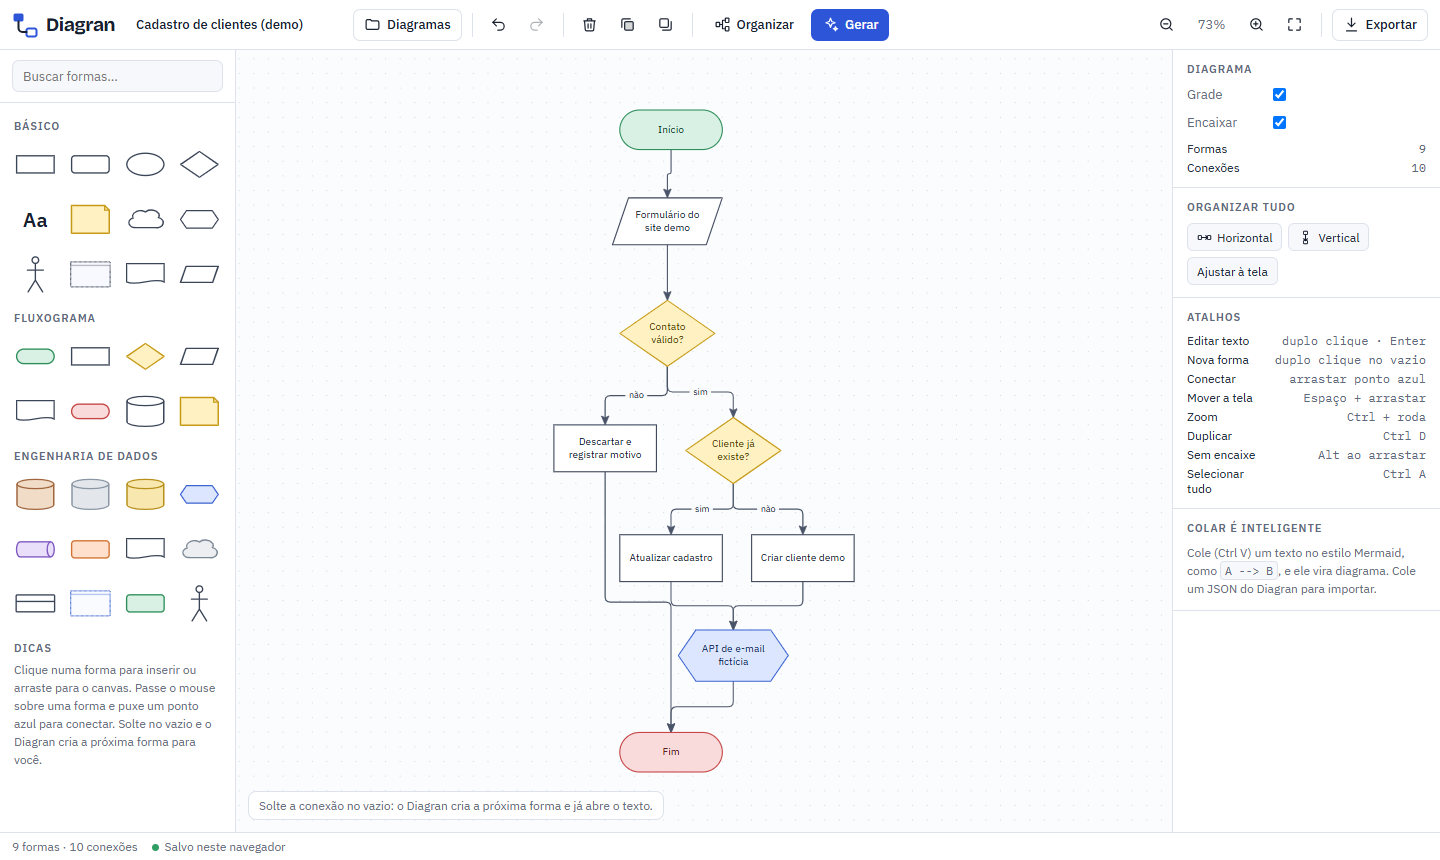 Diagran
Cadastro de clientes (demo)
Diagramas
Organizar
Gerar
73%
Exportar
Buscar formas...
BÁSICO
Aa
FLUXOGRAMA
ENGENHARIA DE DADOS
DICAS
Clique numa forma para inserir ou
arraste para o canvas. Passe o mouse
sobre uma forma e puxe um ponto
azul para conectar. Solte no vazio e o
Diagran cria a próxima forma para
você.
Início
Formulário do
site demo
Contato
válido?
não
sim
Descartar e
registrar motivo
Cliente já
existe?
sim
não
Atualizar cadastro
Criar cliente demo
API de e-mail
fictícia
Fim
Solte a conexão no vazio: o Diagran cria a próxima forma e já abre o texto.
DIAGRAMA
Grade
Encaixar
Formas 9
Conexões 10
ORGANIZAR TUDO
Horizontal
Vertical
Ajustar à tela
ATALHOS
Editar texto duplo clique · Enter
Nova forma duplo clique no vazio
Conectar arrastar ponto azul
Mover a tela Espaço + arrastar
Zoom Ctrl + roda
Duplicar Ctrl D
Sem encaixe Alt ao arrastar
Selecionar tudo Ctrl A
COLAR É INTELIGENTE
Cole (Ctrl V) um texto no estilo Mermaid,
como A --> B, e ele vira diagrama. Cole
um JSON do Diagran para importar.
9 formas · 10 conexões
Salvo neste navegador